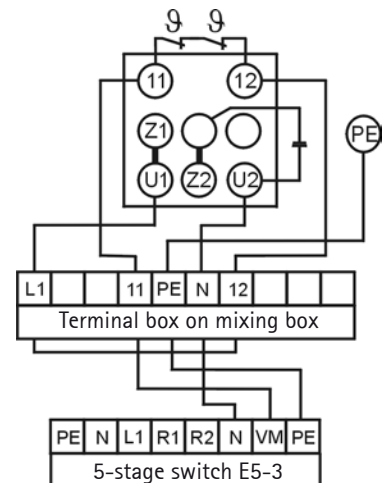 ϑ ϑ
11 12
Z1
PE
U1 Z2 U2
L1 11 PE N 12
Terminal box on mixing box
PE N L1 R1 R2 N VM PE
5-stage switch E5-3